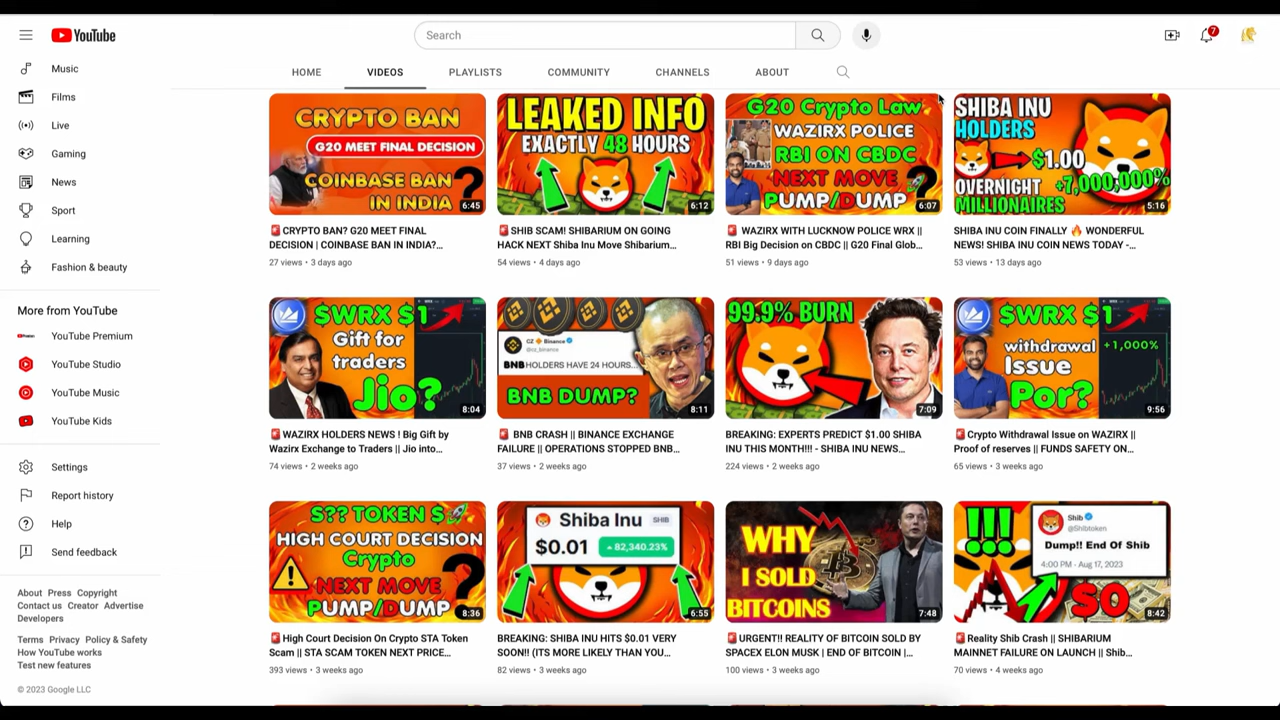 YouTube
Search
7
Music
Films
Live
Gaming
News
Sport
Learning
Fashion & beauty
More from YouTube
YouTube Premium
YouTube Studio
YouTube Music
YouTube Kids
Settings
Report history
Help
Send feedback
About Press Copyright
Contact us Creator Advertise
Developers
Terms Privacy Policy & Safety
How YouTube works
Test new features
© 2023 Google LLC
HOME VIDEOS PLAYLISTS COMMUNITY CHANNELS ABOUT
CRYPTO BAN
G20 MEET FINAL DECISION
COINBASE BAN
IN INDIA?
6:45
🚨CRYPTO BAN? G20 MEET FINAL
DECISION | COINBASE BAN IN INDIA?...
27 views • 3 days ago
LEAKED INFO
EXACTLY 48 HOURS
6:12
🚨SHIB SCAM! SHIBARIUM ON GOING
HACK NEXT Shiba Inu Move Shibarium...
54 views • 4 days ago
G20 Crypto Law
WAZIRX POLICE
RBI ON CBDC
NEXT MOVE
PUMP/DUMP?
6:07
🚨 WAZIRX WITH LUCKNOW POLICE WRX ||
RBI Big Decision on CBDC || G20 Final Glob...
51 views • 9 days ago
SHIBA INU
HOLDERS
$1.00
OVERNIGHT +7,000,000%
MILLIONAIRES
5:16
SHIBA INU COIN FINALLY 🔥 WONDERFUL
NEWS! SHIBA INU COIN NEWS TODAY -...
53 views • 13 days ago
$WRX $1
Gift for
traders
Jio?
8:04
🚨WAZIRX HOLDERS NEWS ! Big Gift by
Wazirx Exchange to Traders || Jio into...
74 views • 2 weeks ago
CZ 🔶 Binance
@cz_binance
BNB HOLDERS HAVE 24 HOURS...
BNB DUMP?
8:11
🚨 BNB CRASH || BINANCE EXCHANGE
FAILURE || OPERATIONS STOPPED BNB...
37 views • 2 weeks ago
99.9% BURN
7:09
BREAKING: EXPERTS PREDICT $1.00 SHIBA
INU THIS MONTH!!! - SHIBA INU NEWS...
224 views • 2 weeks ago
$WRX $1
withdrawal +1,000%
Issue
Por?
9:56
🚨Crypto Withdrawal Issue on WAZIRX ||
Proof of reserves || FUNDS SAFETY ON...
65 views • 3 weeks ago
S?? TOKEN $
HIGH COURT DECISION
Crypto
NEXT MOVE
PUMP/DUMP?
8:36
🚨High Court Decision On Crypto STA Token
Scam || STA SCAM TOKEN NEXT PRICE...
393 views • 3 weeks ago
Shiba Inu SHIB
$0.01 82,340.23%
6:55
BREAKING: SHIBA INU HITS $0.01 VERY
SOON!! (ITS MORE LIKELY THAN YOU...
82 views • 3 weeks ago
WHY
I SOLD
BITCOINS
7:48
🚨URGENT!! REALITY OF BITCOIN SOLD BY
SPACEX ELON MUSK | END OF BITCOIN |...
100 views • 3 weeks ago
!!!
Shib
@Shibtoken
Dump!! End Of Shib
4:00 PM - Aug 17, 2023
$0
8:42
🚨Reality Shib Crash || SHIBARIUM
MAINNET FAILURE ON LAUNCH || Shib...
70 views • 4 weeks ago